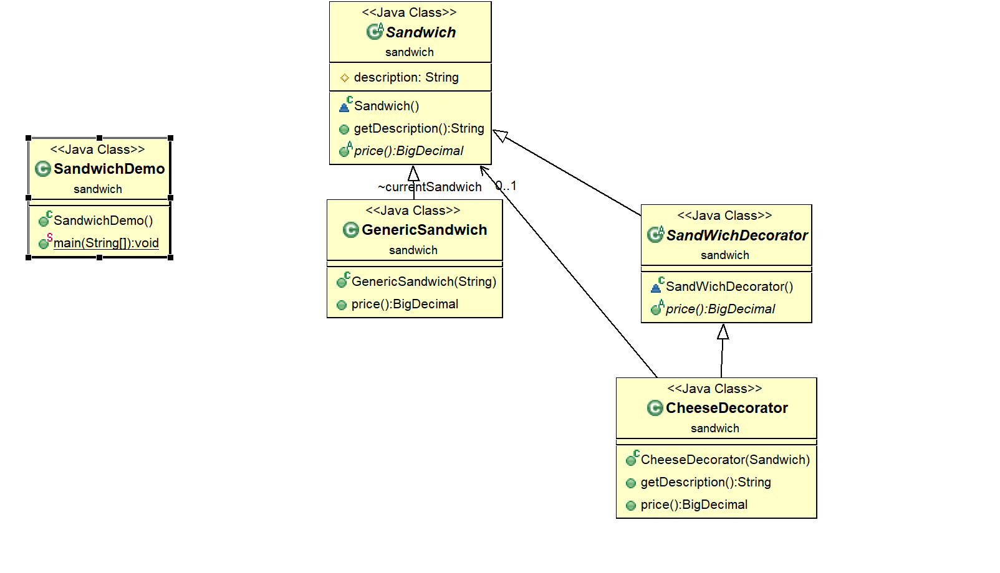 <<Java Class>>
Sandwich
sandwich
description: String
Sandwich()
getDescription():String
price():BigDecimal
<<Java Class>>
SandwichDemo
sandwich
SandwichDemo()
main(String[]):void
~currentSandwich 0..1
<<Java Class>>
GenericSandwich
sandwich
GenericSandwich(String)
price():BigDecimal
<<Java Class>>
SandWichDecorator
sandwich
SandWichDecorator()
price():BigDecimal
<<Java Class>>
CheeseDecorator
sandwich
CheeseDecorator(Sandwich)
getDescription():String
price():BigDecimal